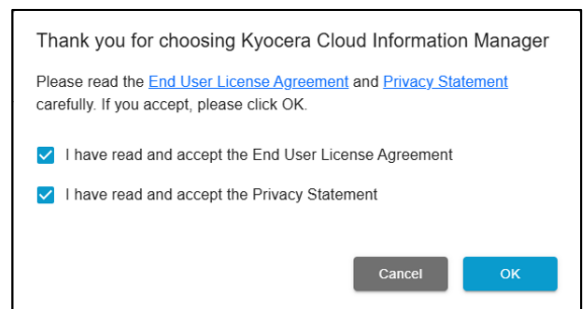 Thank you for choosing Kyocera Cloud Information Manager
Please read the End User License Agreement and Privacy Statement
carefully. If you accept, please click OK.
I have read and accept the End User License Agreement
I have read and accept the Privacy Statement
Cancel OK